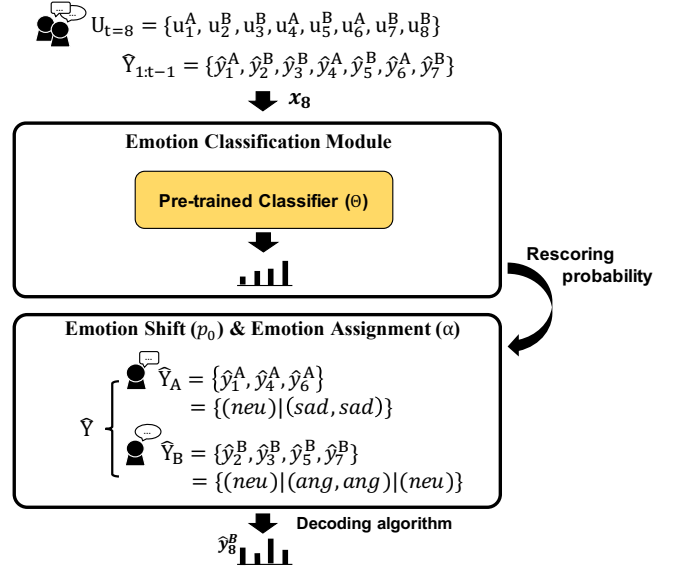 U_{t=8} = {u_1^A, u_2^B, u_3^B, u_4^A, u_5^B, u_6^A, u_7^B, u_8^B}
Ŷ_{1:t−1} = {ŷ_1^A, ŷ_2^B, ŷ_3^B, ŷ_4^A, ŷ_5^B, ŷ_6^A, ŷ_7^B}
x_8
Emotion Classification Module
Pre-trained Classifier (Θ)
Rescoring
probability
Emotion Shift (p_0) & Emotion Assignment (α)
Ŷ_A = {ŷ_1^A, ŷ_4^A, ŷ_6^A}
= {(neu)|(sad, sad)}
Ŷ
Ŷ_B = {ŷ_2^B, ŷ_3^B, ŷ_5^B, ŷ_7^B}
= {(neu)|(ang, ang)|(neu)}
Decoding algorithm
ŷ_8^B